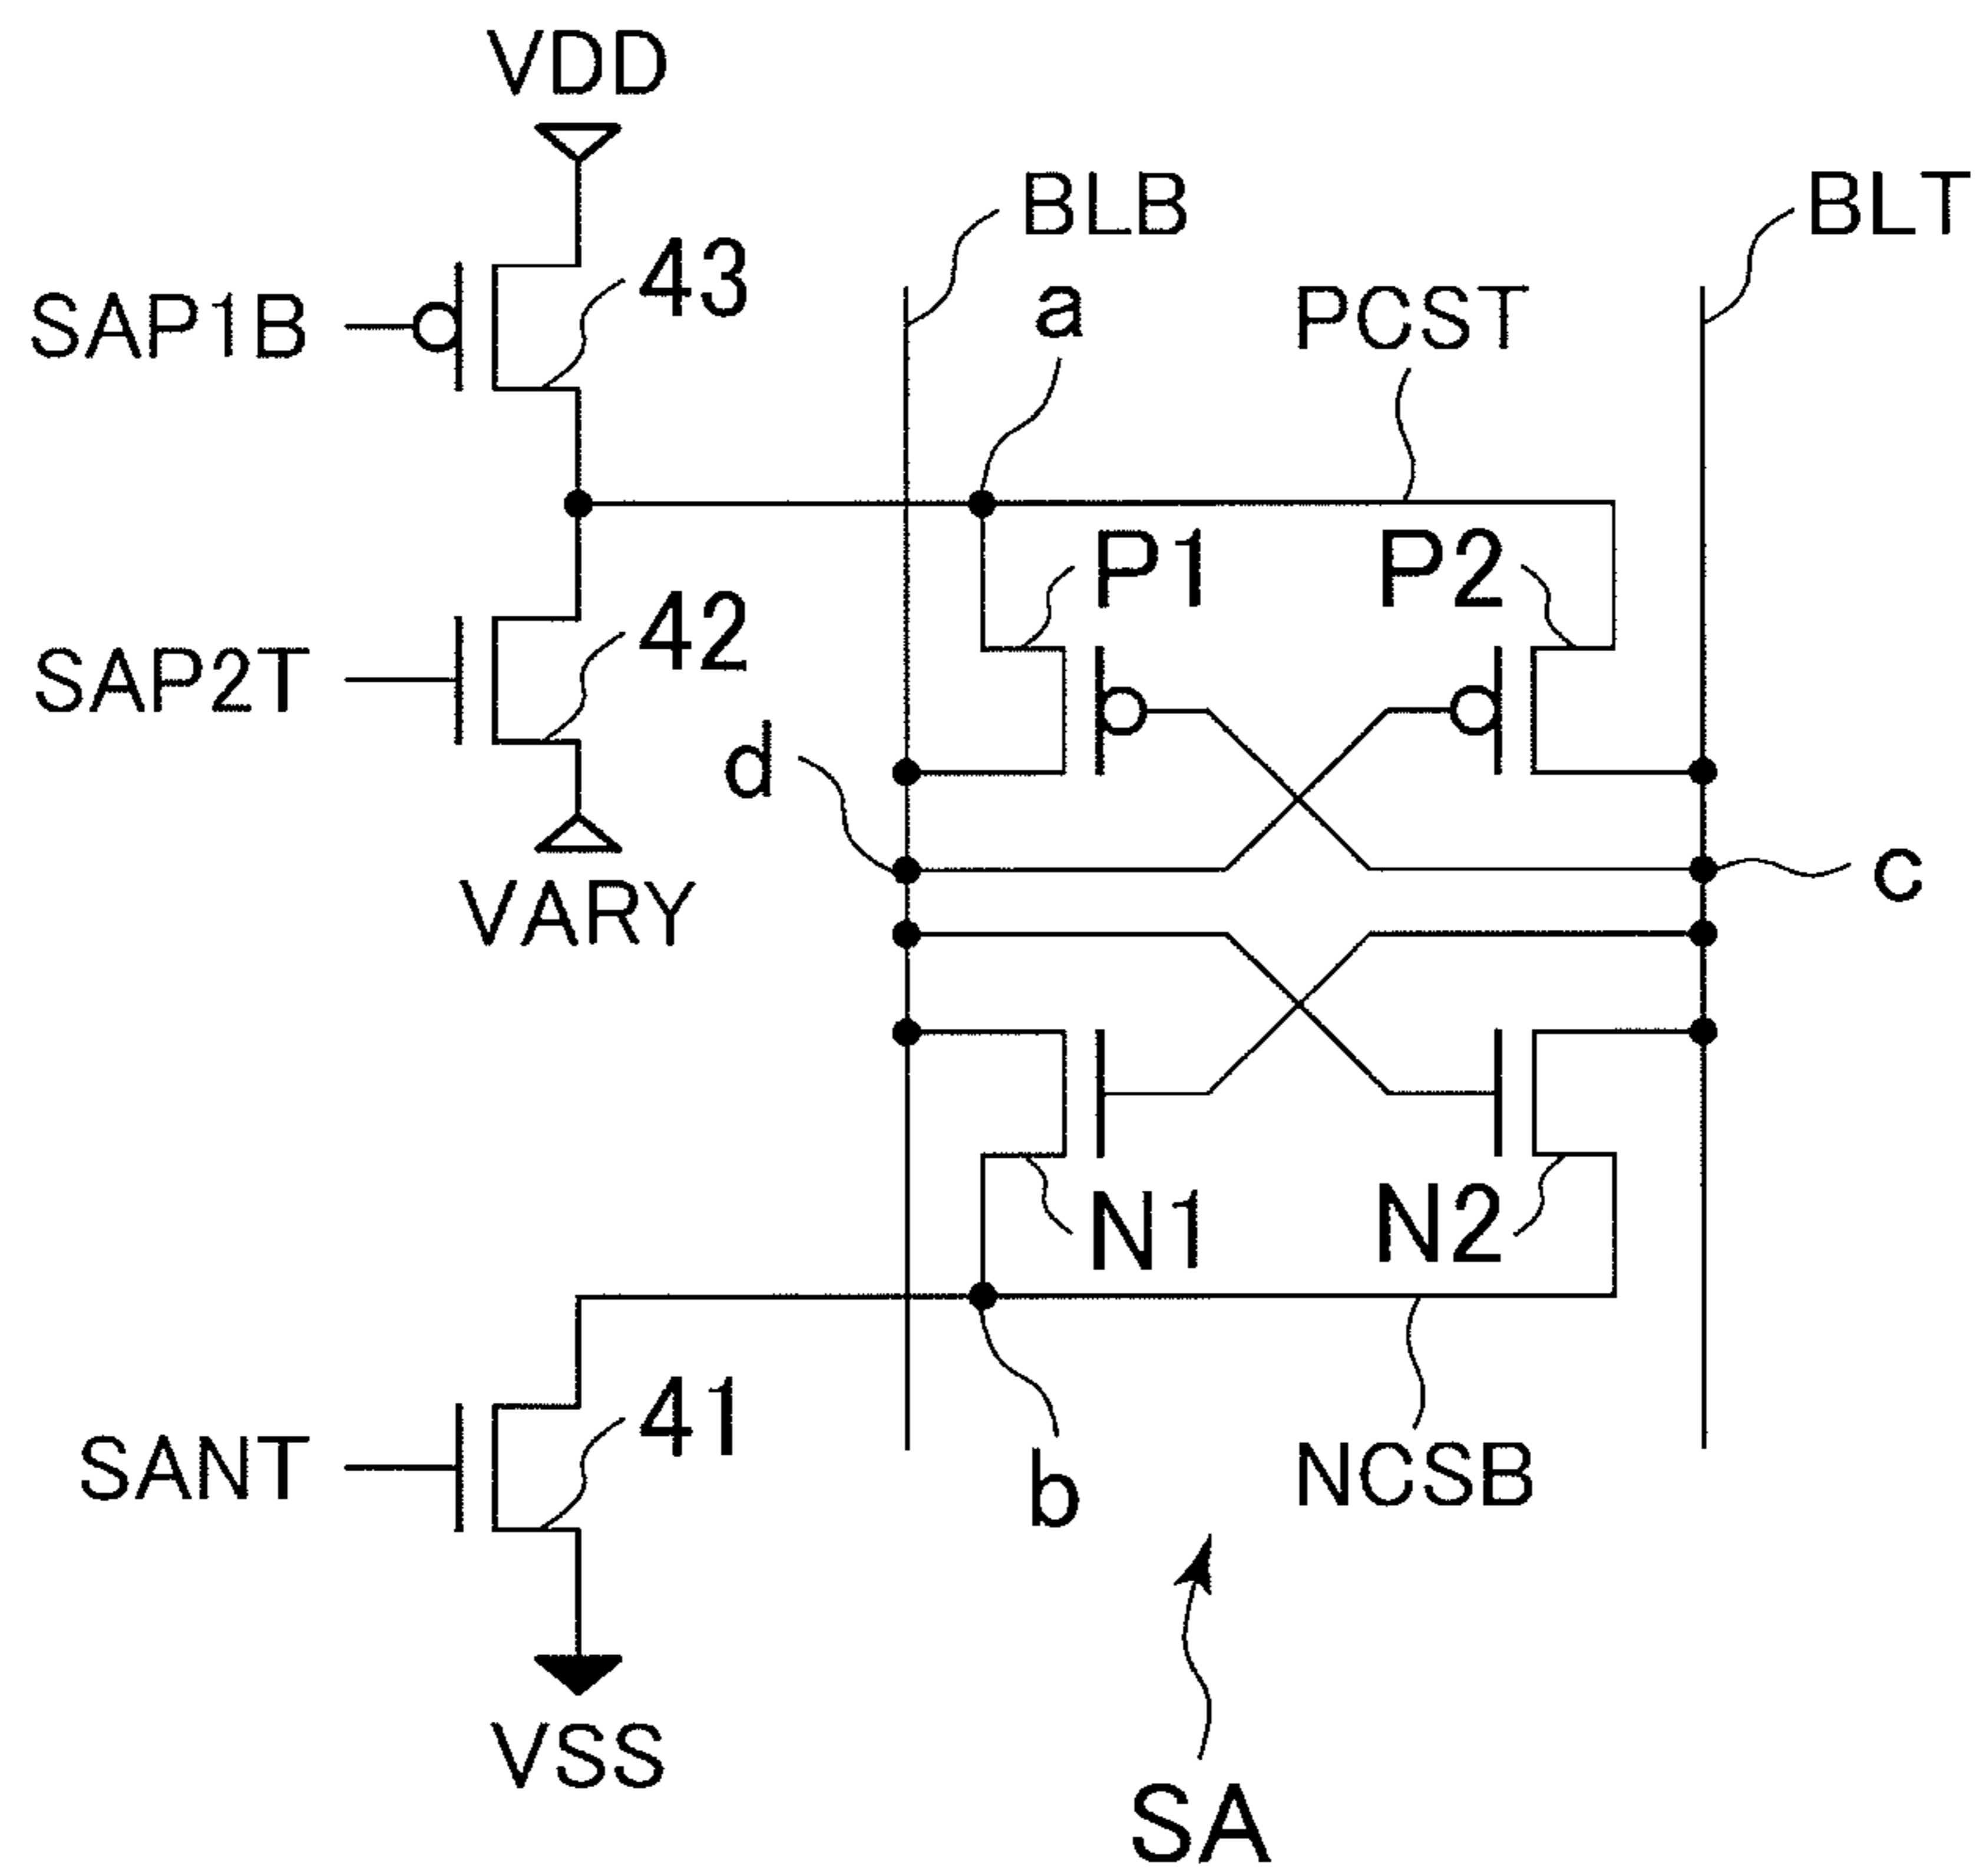 VDD
BLB
BLT
SAP1B
43
a
PCST
P1
P2
SAP2T
42
d
VARY
c
N1
N2
SANT
41
b
NCSB
VSS
SA